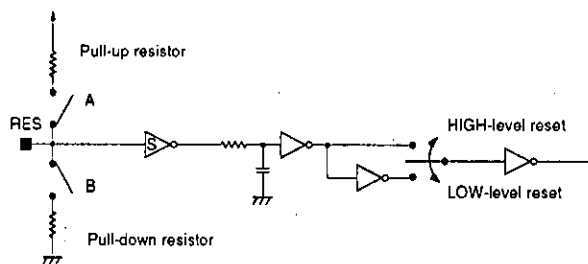 Pull-up resistor
A
RES
S
HIGH-level reset
B
LOW-level reset
Pull-down resistor